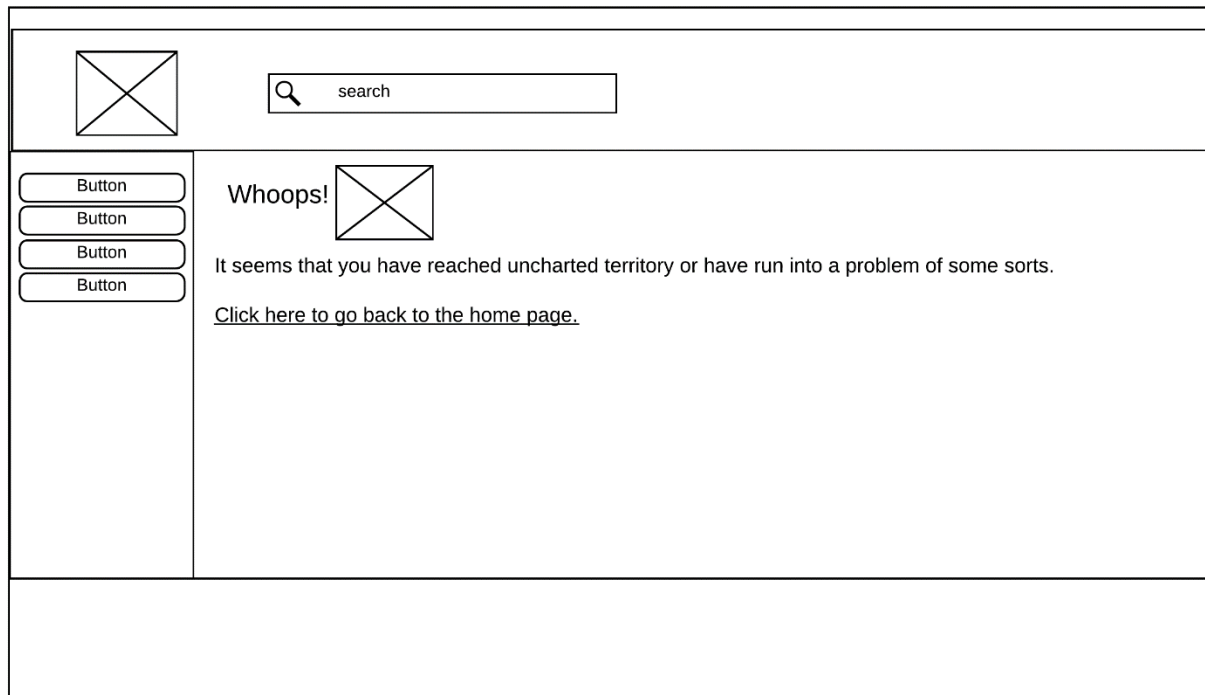 search
Button
Button
Button
Button
Whoops!
It seems that you have reached uncharted territory or have run into a problem of some sorts.
Click here to go back to the home page.